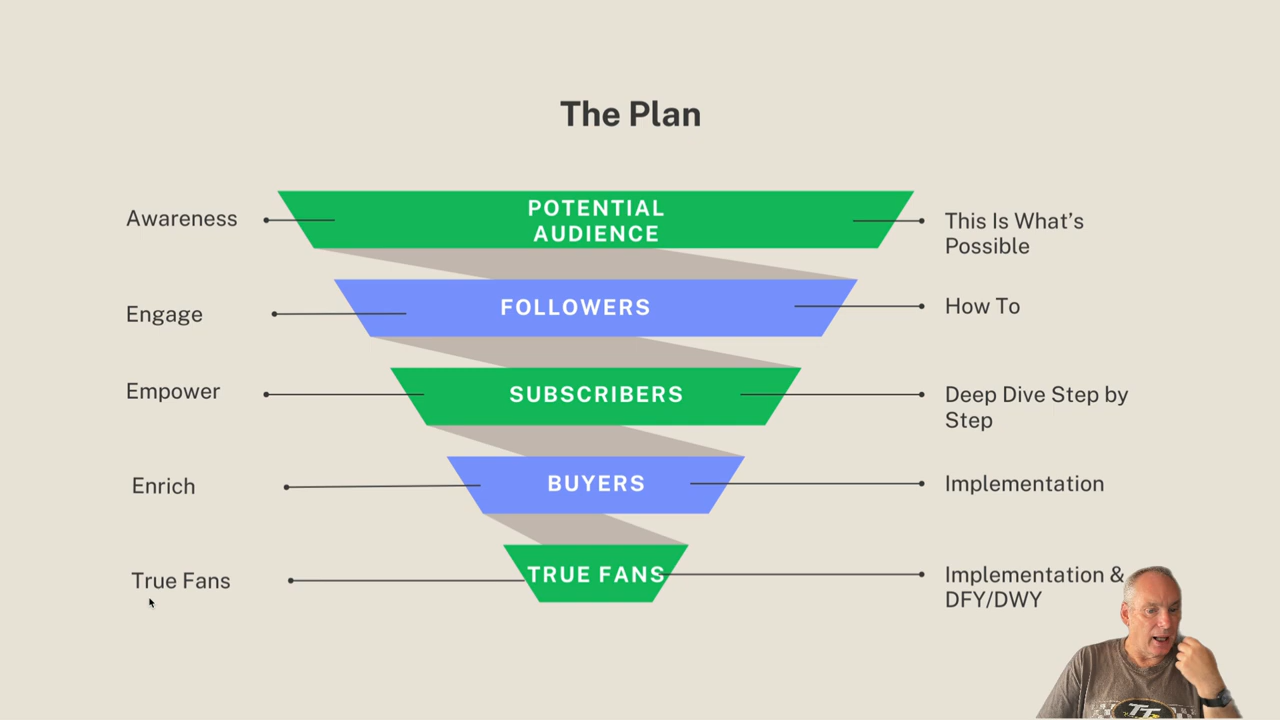 The Plan
Awareness
POTENTIAL
AUDIENCE
This Is What's
Possible
Engage
FOLLOWERS
How To
Empower
SUBSCRIBERS
Deep Dive Step by
Step
Enrich
BUYERS
Implementation
True Fans
TRUE FANS
Implementation &
DFY/DWY
TT